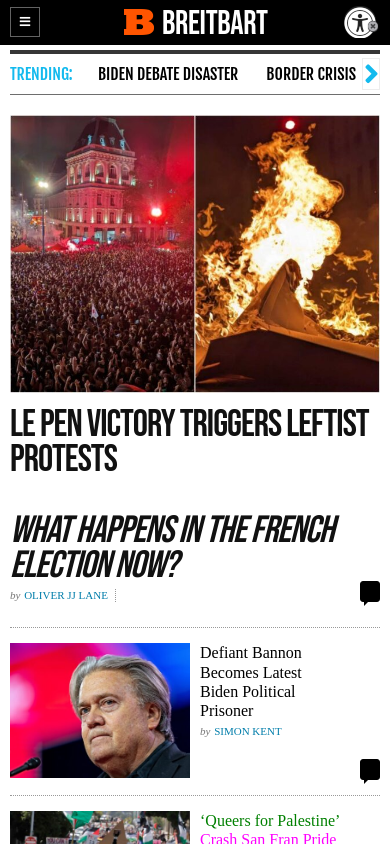 BREITBART
TRENDING:
BIDEN DEBATE DISASTER
BORDER CRISIS
LE PEN VICTORY TRIGGERS LEFTIST
PROTESTS
WHAT HAPPENS IN THE FRENCH
ELECTION NOW?
by OLIVER JJ LANE
Defiant Bannon
Becomes Latest
Biden Political
Prisoner
by SIMON KENT
‘Queers for Palestine’
Crash San Fran Pride